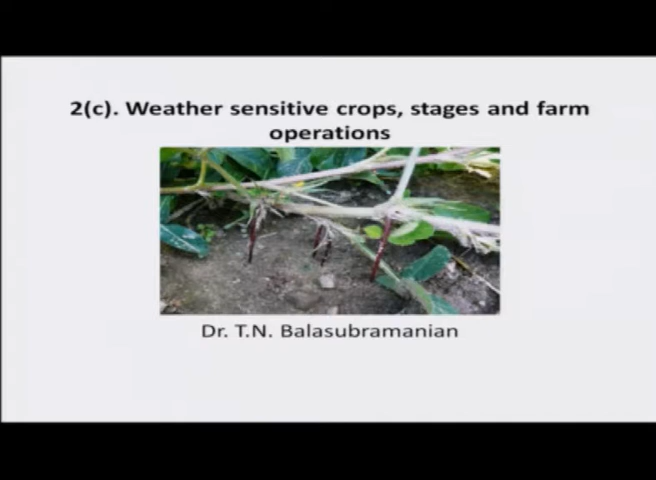 2(c). Weather sensitive crops, stages and farm
operations
Dr. T.N. Balasubramanian